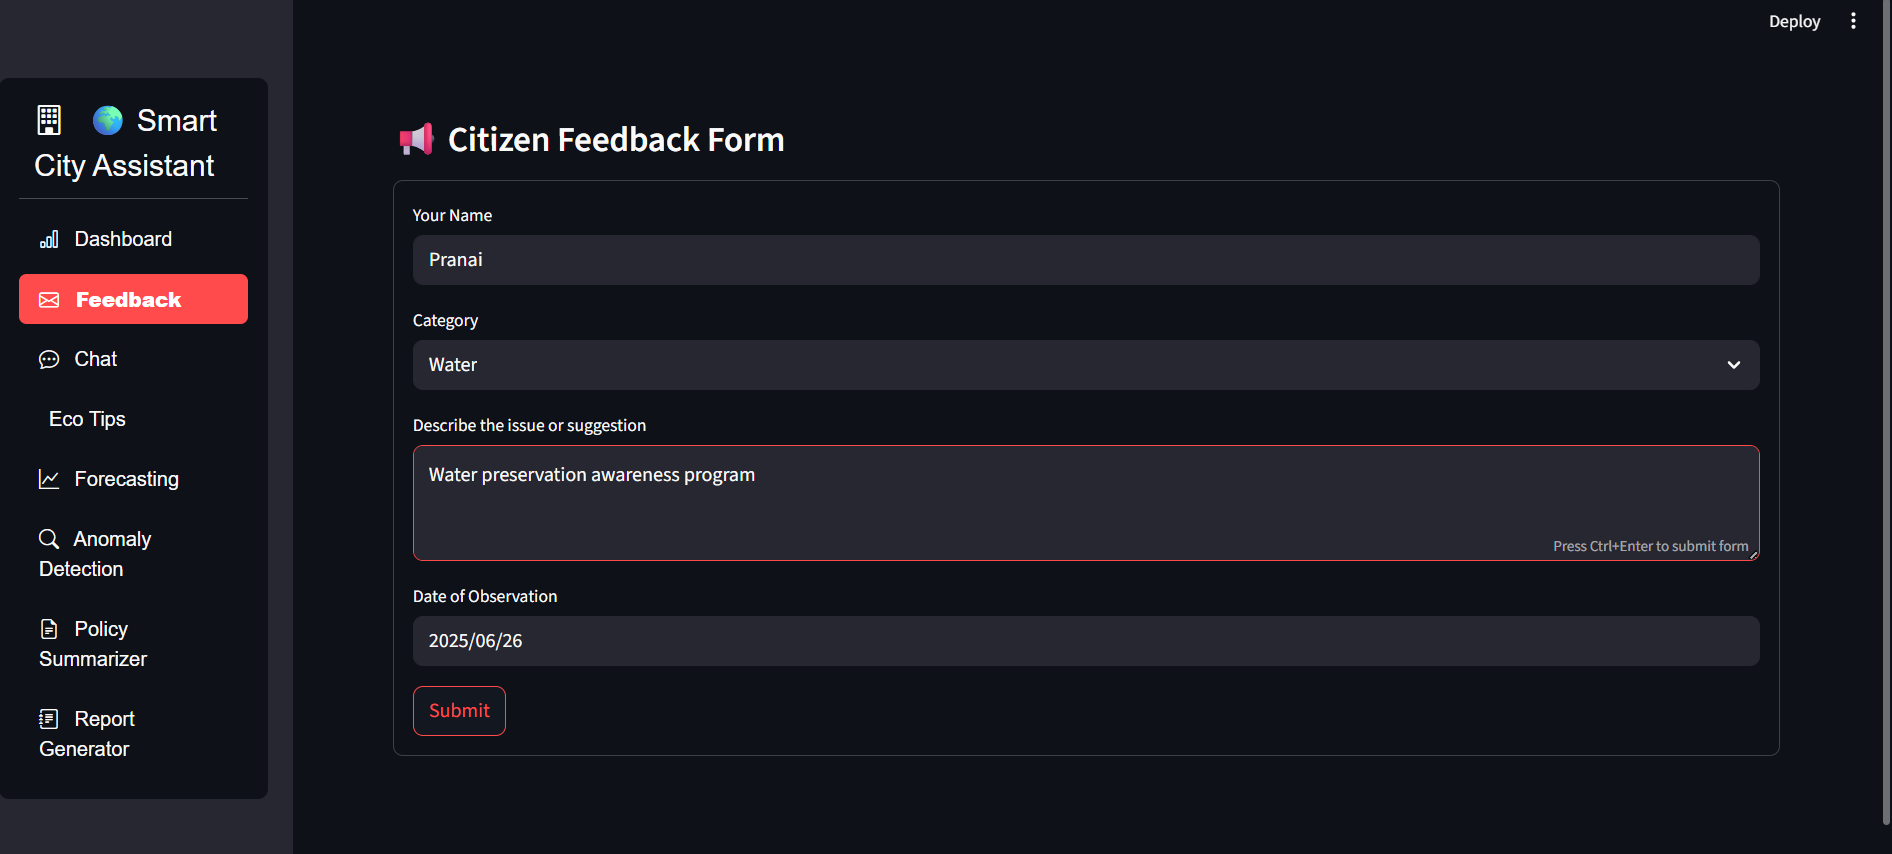 Deploy
Smart
City Assistant
Dashboard
Feedback
Chat
Eco Tips
Forecasting
Anomaly
Detection
Policy
Summarizer
Report
Generator
Citizen Feedback Form
Your Name
Pranai
Category
Water
Describe the issue or suggestion
Water preservation awareness program
Press Ctrl+Enter to submit form
Date of Observation
2025/06/26
Submit